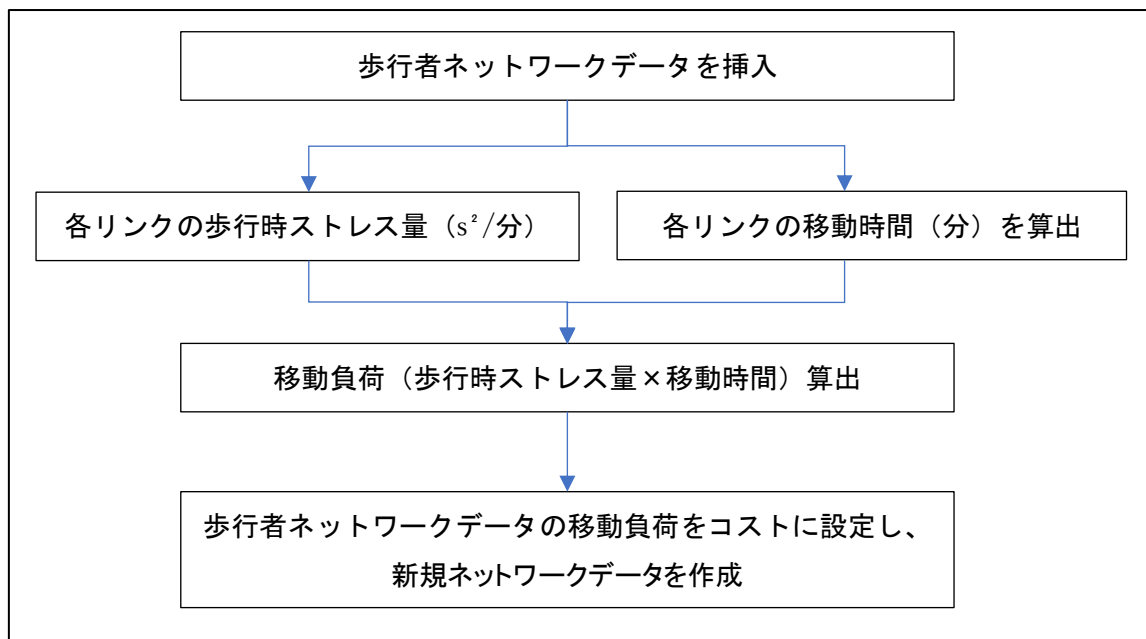 歩行者ネットワークデータを挿入
各リンクの歩行時ストレス量（s²/分）
各リンクの移動時間（分）を算出
移動負荷（歩行時ストレス量×移動時間）算出
歩行者ネットワークデータの移動負荷をコストに設定し、
新規ネットワークデータを作成